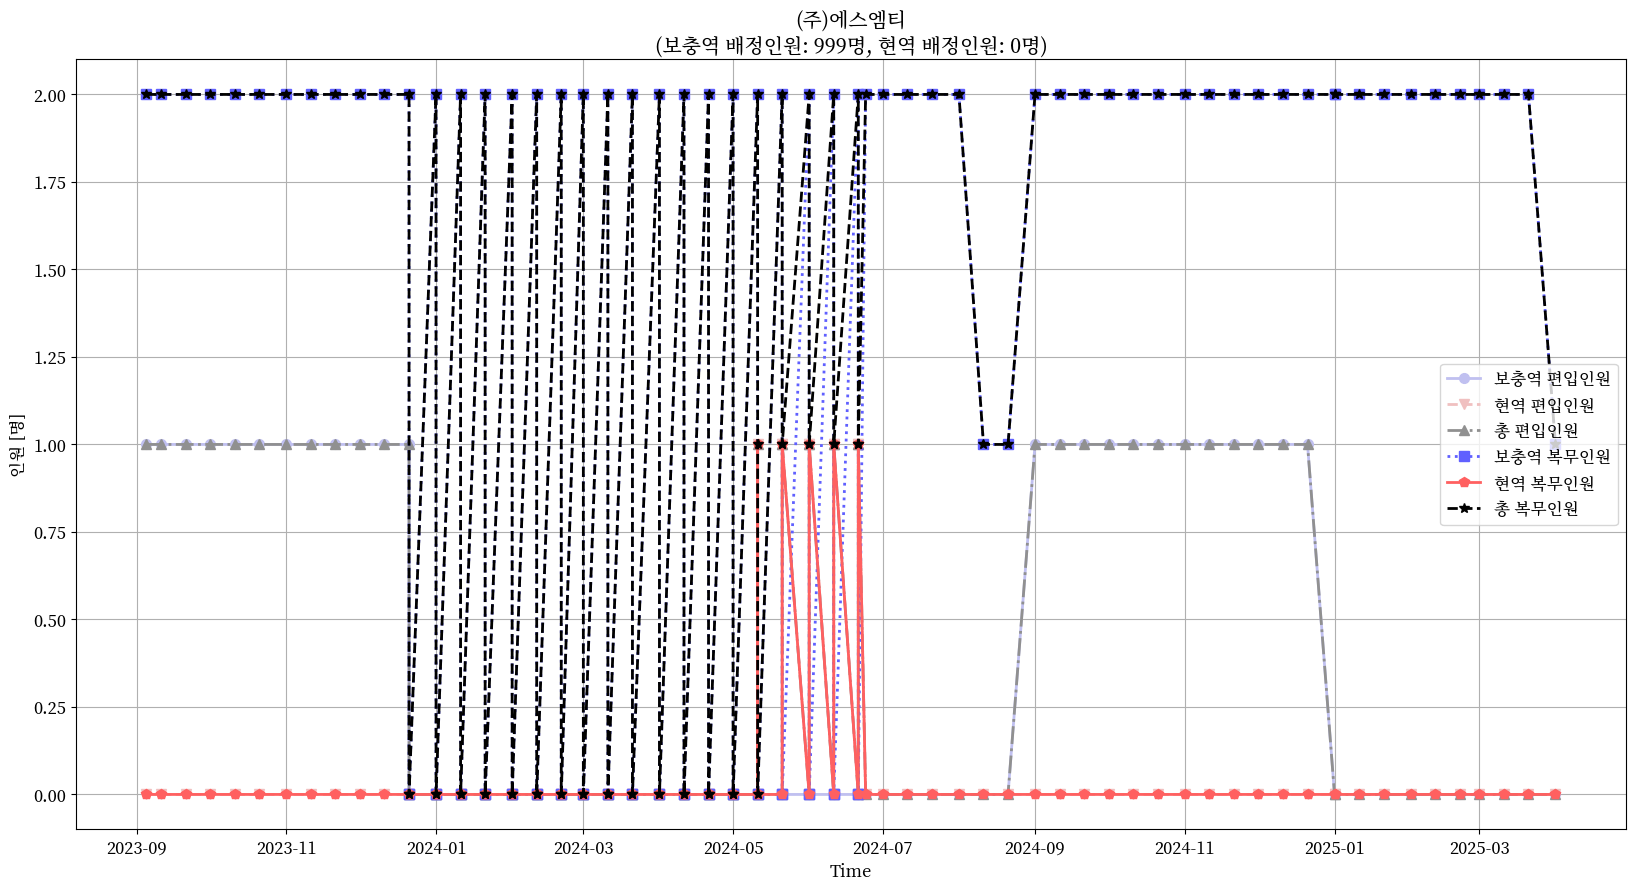 (주)에스엠티
(보충역 배정인원: 999명, 현역 배정인원: 0명)
인원 [명]
2.00
1.75
1.50
1.25
1.00
0.75
0.50
0.25
0.00
보충역 편입인원
현역 편입인원
총 편입인원
보충역 복무인원
현역 복무인원
총 복무인원
2023-09
2023-11
2024-01
2024-03
2024-05
2024-07
2024-09
2024-11
2025-01
2025-03
Time